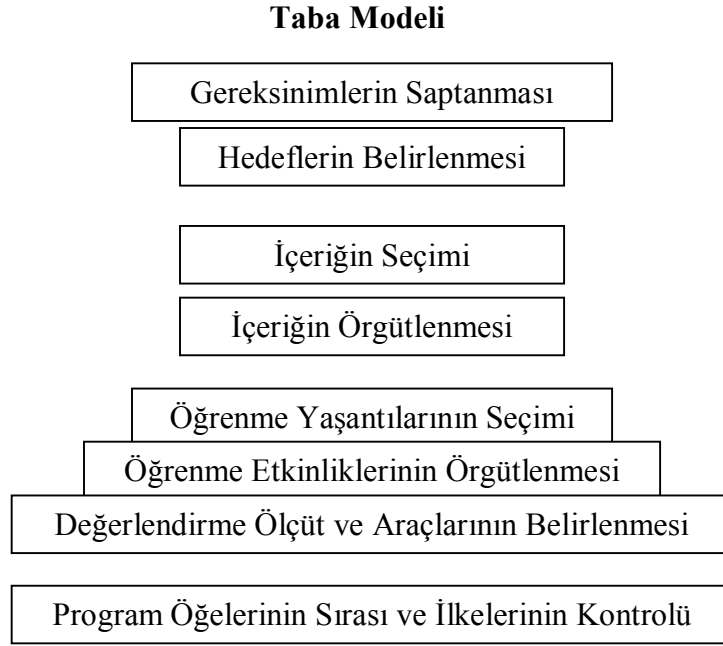 Taba Modeli
Gereksinimlerin Saptanması
Hedeflerin Belirlenmesi
İçeriğin Seçimi
İçeriğin Örgütlenmesi
Öğrenme Yaşantılarının Seçimi
Öğrenme Etkinliklerinin Örgütlenmesi
Değerlendirme Ölçüt ve Araçlarının Belirlenmesi
Program Öğelerinin Sırası ve İlkelerinin Kontrolü